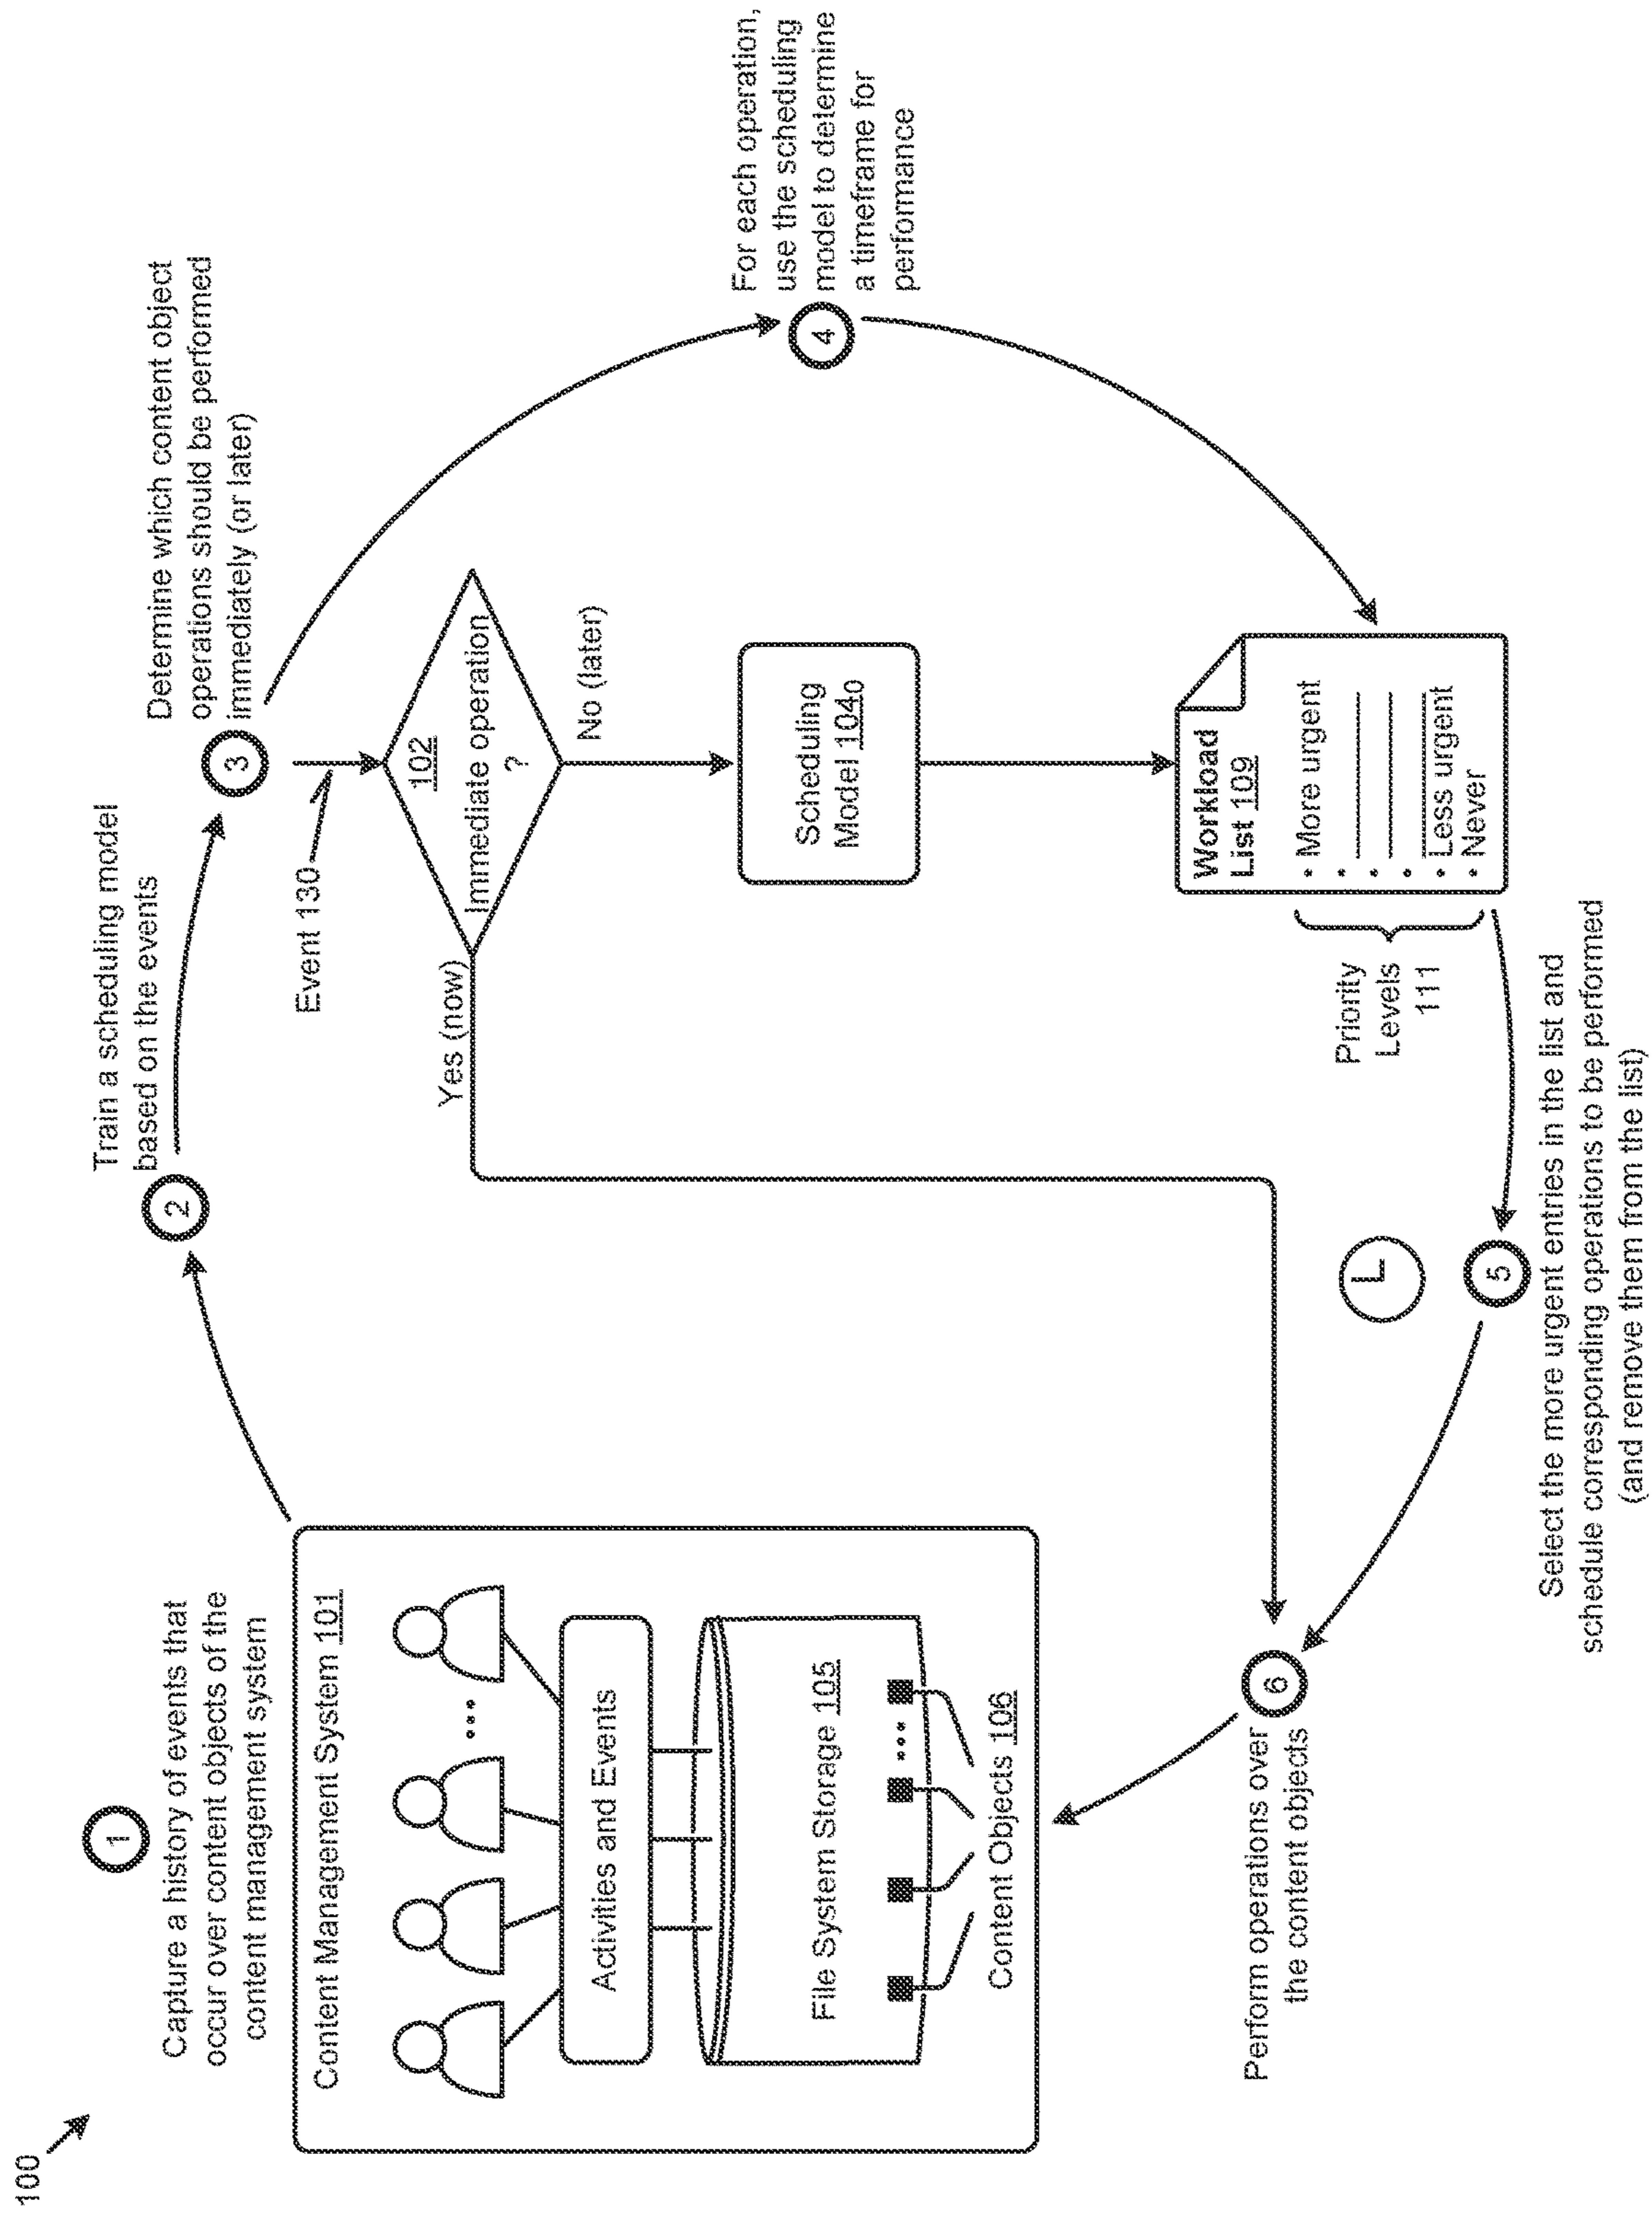 100
1
Capture a history of events that
occur over content objects of the
content management system
Content Management System 101
Activities and Events
File System Storage 105
Content Objects 106
2
Train a scheduling model
based on the events
3
Determine which content object
operations should be performed
immediately (or later)
Event 130
102
Immediate operation
?
Yes (now)
No (later)
Scheduling
Model 104₀
4
For each operation,
use the scheduling
model to determine
a timeframe for
performance
Workload
List 109
• More urgent
•
•
•
• Less urgent
• Never
Priority
Levels
111
5
Select the more urgent entries in the list and
schedule corresponding operations to be performed
(and remove them from the list)
6
Perform operations over
the content objects